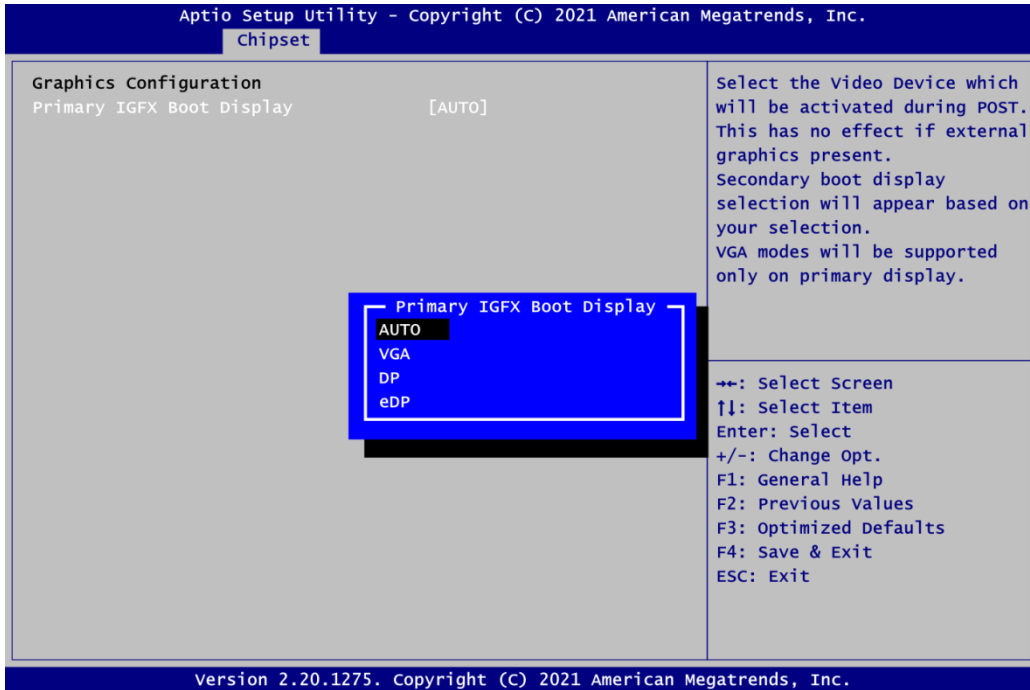 Aptio Setup Utility - Copyright (C) 2021 American Megatrends, Inc.
Chipset
Graphics Configuration
Primary IGFX Boot Display [AUTO]
Select the Video Device which
will be activated during POST.
This has no effect if external
graphics present.
Secondary boot display
selection will appear based on
your selection.
VGA modes will be supported
only on primary display.
Primary IGFX Boot Display
AUTO
VGA
DP
eDP
→←: Select Screen
↑↓: Select Item
Enter: Select
+/-: Change Opt.
F1: General Help
F2: Previous Values
F3: Optimized Defaults
F4: Save & Exit
ESC: Exit
Version 2.20.1275. Copyright (C) 2021 American Megatrends, Inc.